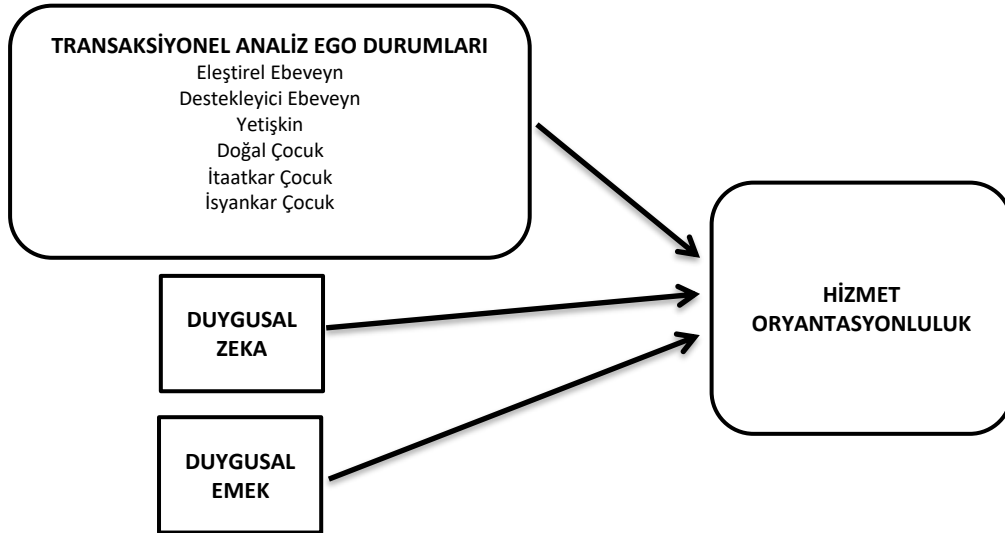 TRANSAKSİYONEL ANALİZ EGO DURUMLARI
Eleştirel Ebeveyn
Destekleyici Ebeveyn
Yetişkin
Doğal Çocuk
İtaatkar Çocuk
İsyankar Çocuk
DUYGUSAL
ZEKA
DUYGUSAL
EMEK
HİZMET
ORYANTASYONLULUK